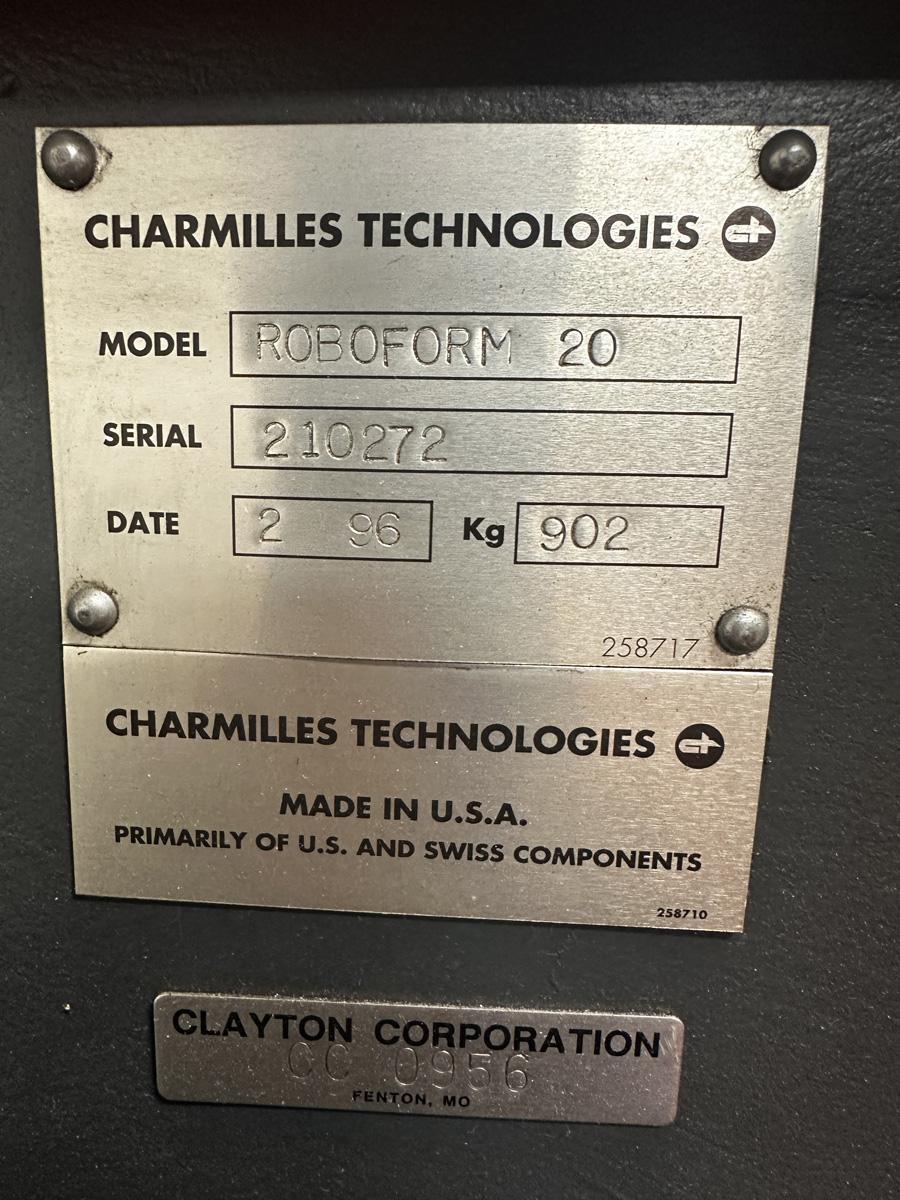 CHARMILLES TECHNOLOGIES
MODEL ROBOFORM 20
SERIAL 210272
DATE 2 96 Kg 902
258717
CHARMILLES TECHNOLOGIES
MADE IN U.S.A.
PRIMARILY OF U.S. AND SWISS COMPONENTS
258710
CLAYTON CORPORATION
CC 0956
FENTON, MO